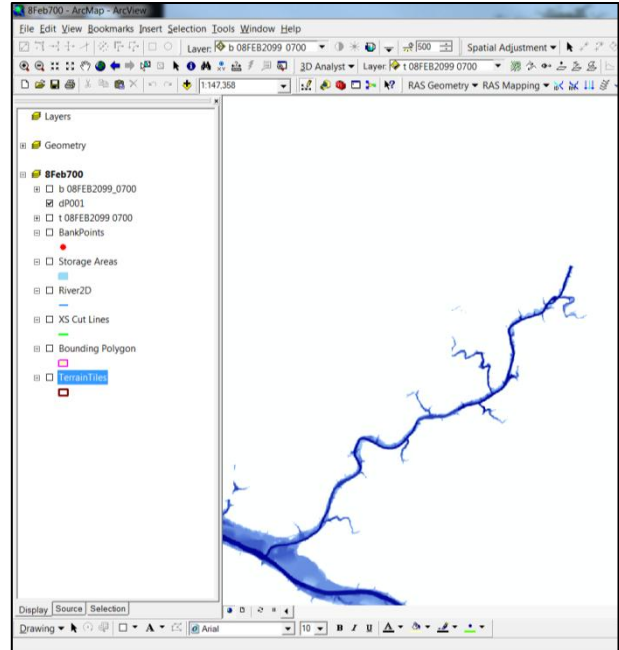 8Feb700 - ArcMap - ArcView
File Edit View Bookmarks Insert Selection Tools Window Help
Layer: b 08FEB2099 0700 500 Spatial Adjustment
3D Analyst Layer: t 08FEB2099 0700
1:147,358 RAS Geometry RAS Mapping
Layers
Geometry
8Feb700
b 08FEB2099_0700
dP001
t 08FEB2099 0700
BankPoints
Storage Areas
River2D
XS Cut Lines
Bounding Polygon
TerrainTiles
Display Source Selection
Drawing A Arial 10 B I U A